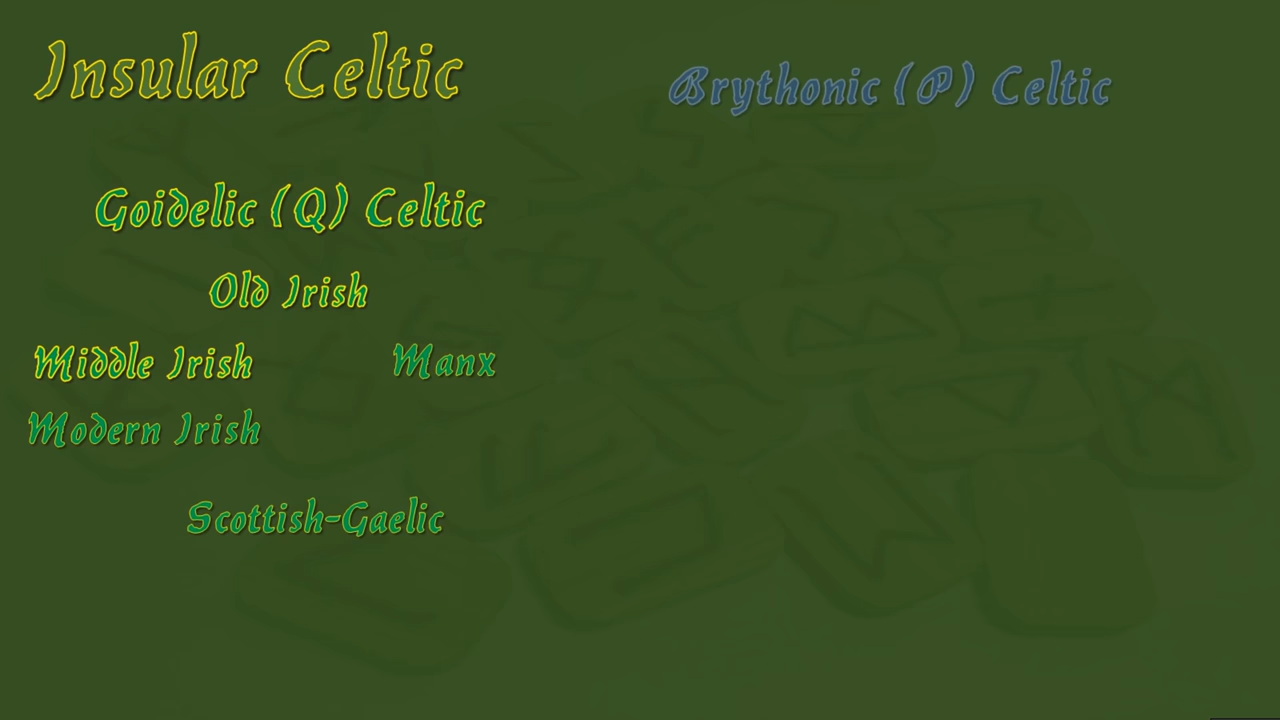 Insular Celtic
Brythonic (P) Celtic
Goidelic (Q) Celtic
Old Irish
Middle Irish
Manx
Modern Irish
Scottish-Gaelic